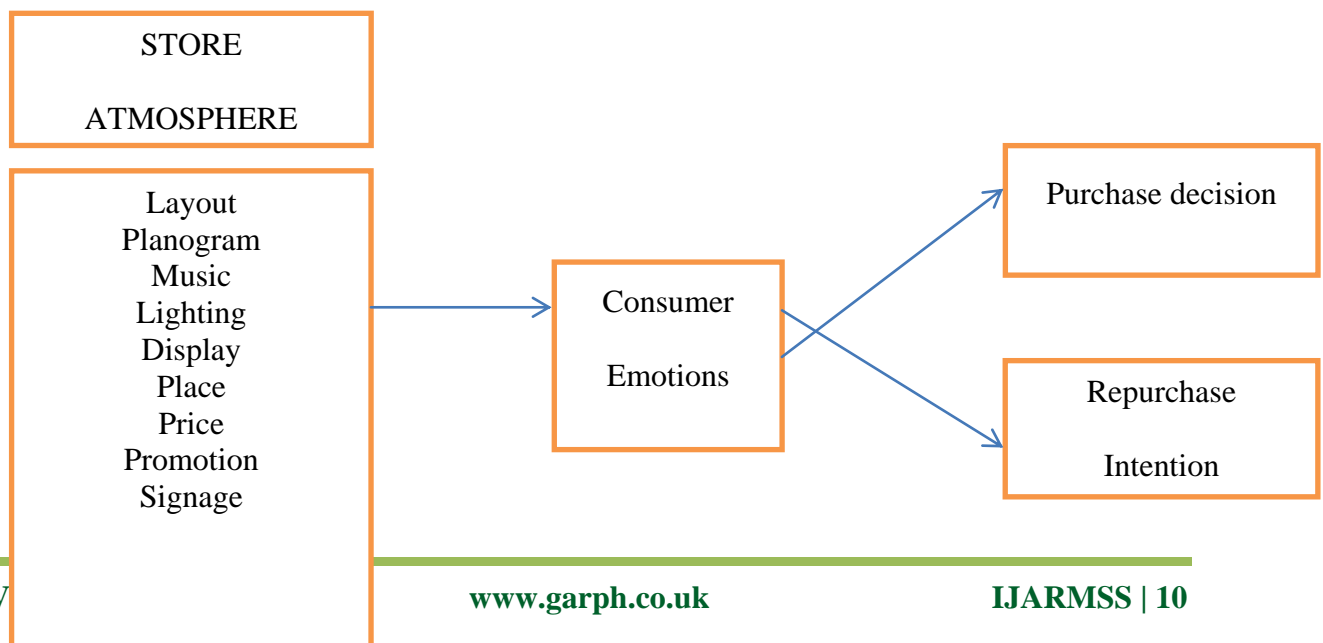 STORE
ATMOSPHERE
Layout
Planogram
Music
Lighting
Display
Place
Price
Promotion
Signage
Consumer
Emotions
Purchase decision
Repurchase
Intention
www.garph.co.uk
IJARMSS | 10